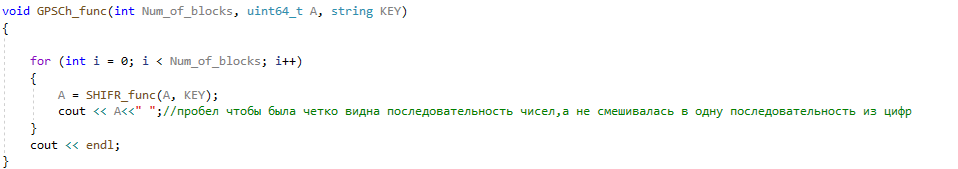 void GPSCh_func(int Num_of_blocks, uint64_t A, string KEY)
{
for (int i = 0; i < Num_of_blocks; i++)
{
A = SHIFR_func(A, KEY);
cout << A<<" ";//пробел чтобы была четко видна последовательность чисел,а не смешивалась в одну последовательность из цифр
}
cout << endl;
}